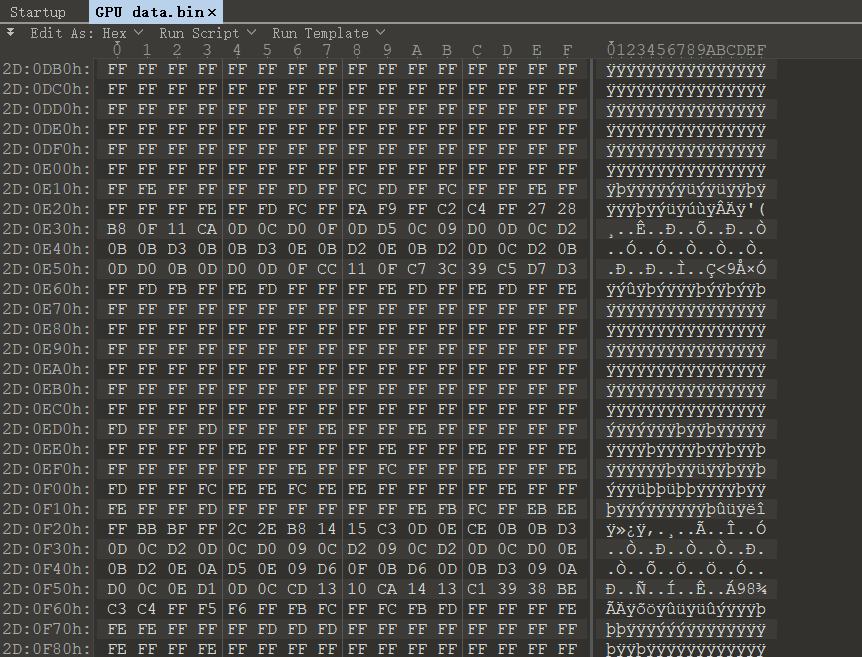 Startup GPU data.bin×
Edit As: Hex Run Script Run Template
0 1 2 3 4 5 6 7 8 9 A B C D E F 0123456789ABCDEF
2D:0DB0h: FF FF FF FF FF FF FF FF FF FF FF FF FF FF FF FF ÿÿÿÿÿÿÿÿÿÿÿÿÿÿÿÿ
2D:0DC0h: FF FF FF FF FF FF FF FF FF FF FF FF FF FF FF FF ÿÿÿÿÿÿÿÿÿÿÿÿÿÿÿÿ
2D:0DD0h: FF FF FF FF FF FF FF FF FF FF FF FF FF FF FF FF ÿÿÿÿÿÿÿÿÿÿÿÿÿÿÿÿ
2D:0DE0h: FF FF FF FF FF FF FF FF FF FF FF FF FF FF FF FF ÿÿÿÿÿÿÿÿÿÿÿÿÿÿÿÿ
2D:0DF0h: FF FF FF FF FF FF FF FF FF FF FF FF FF FF FF FF ÿÿÿÿÿÿÿÿÿÿÿÿÿÿÿÿ
2D:0E00h: FF FF FF FF FF FF FF FF FF FF FF FF FF FF FF FF ÿÿÿÿÿÿÿÿÿÿÿÿÿÿÿÿ
2D:0E10h: FF FE FF FF FF FF FD FF FC FD FF FC FF FF FE FF ÿþÿÿÿÿýÿüýÿüÿÿþÿ
2D:0E20h: FF FF FF FE FF FD FC FF FA F9 FF C2 C4 FF 27 28 ÿÿÿþÿýüÿúùÿÂÄÿ'(
2D:0E30h: B8 0F 11 CA 0D 0C D0 0F 0D D5 0C 09 D0 0D 0C D2 ¸..Ê..Ð..Õ..Ð..Ò
2D:0E40h: 0B 0B D3 0B 0B D3 0E 0B D2 0E 0B D2 0D 0C D2 0B ..Ó..Ó..Ò..Ò..Ò.
2D:0E50h: 0D D0 0B 0D D0 0D 0F CC 11 0F C7 3C 39 C5 D7 D3 .Ð..Ð..Ì..Ç<9Å×Ó
2D:0E60h: FF FD FB FF FE FD FF FF FF FE FD FF FE FD FF FE ÿýûÿþýÿÿÿþýÿþýÿþ
2D:0E70h: FF FF FF FF FF FF FF FF FF FF FF FF FF FF FF FF ÿÿÿÿÿÿÿÿÿÿÿÿÿÿÿÿ
2D:0E80h: FF FF FF FF FF FF FF FF FF FF FF FF FF FF FF FF ÿÿÿÿÿÿÿÿÿÿÿÿÿÿÿÿ
2D:0E90h: FF FF FF FF FF FF FF FF FF FF FF FF FF FF FF FF ÿÿÿÿÿÿÿÿÿÿÿÿÿÿÿÿ
2D:0EA0h: FF FF FF FF FF FF FF FF FF FF FF FF FF FF FF FF ÿÿÿÿÿÿÿÿÿÿÿÿÿÿÿÿ
2D:0EB0h: FF FF FF FF FF FF FF FF FF FF FF FF FF FF FF FF ÿÿÿÿÿÿÿÿÿÿÿÿÿÿÿÿ
2D:0EC0h: FF FF FF FF FF FF FF FF FF FF FF FF FF FF FF FF ÿÿÿÿÿÿÿÿÿÿÿÿÿÿÿÿ
2D:0ED0h: FD FF FF FD FF FF FF FE FF FF FE FF FF FF FF FF ýÿÿýÿÿÿþÿÿþÿÿÿÿÿ
2D:0EE0h: FF FF FF FF FE FF FF FF FF FE FF FF FE FF FF FE ÿÿÿÿþÿÿÿÿþÿÿþÿÿþ
2D:0EF0h: FF FF FF FF FF FF FE FF FF FC FF FF FE FF FF FE ÿÿÿÿÿÿþÿÿüÿÿþÿÿþ
2D:0F00h: FD FF FF FC FE FE FC FE FE FF FF FF FF FE FF FF ýÿÿüþþüþþÿÿÿÿþÿÿ
2D:0F10h: FE FF FF FD FF FF FF FF FF FF FE FB FC FF EB EE þÿÿýÿÿÿÿÿÿþûüÿëî
2D:0F20h: FF BB BF FF 2C 2E B8 14 15 C3 0D 0E CE 0B 0B D3 ÿ»¿ÿ,.¸..Ã..Î..Ó
2D:0F30h: 0D 0C D2 0D 0C D0 09 0C D2 09 0C D2 0D 0C D0 0E ..Ò..Ð..Ò..Ò..Ð.
2D:0F40h: 0B D2 0E 0A D5 0E 09 D6 0F 0B D6 0D 0B D3 09 0A .Ò..Õ..Ö..Ö..Ó..
2D:0F50h: D0 0C 0E D1 0D 0C CD 13 10 CA 14 13 C1 39 38 BE Ð..Ñ..Í..Ê..Á98¾
2D:0F60h: C3 C4 FF F5 F6 FF FB FC FF FC FB FD FF FF FF FE ÃÄÿõöÿûüÿüûýÿÿÿþ
2D:0F70h: FE FE FF FF FF FD FD FD FF FF FF FF FF FF FF FF þþÿÿÿýýýÿÿÿÿÿÿÿÿ
2D:0F80h: FE FF FF FE FF FF FF FF FF FF FF FF FF FF FF FF þÿÿþÿÿÿÿÿÿÿÿÿÿÿÿ